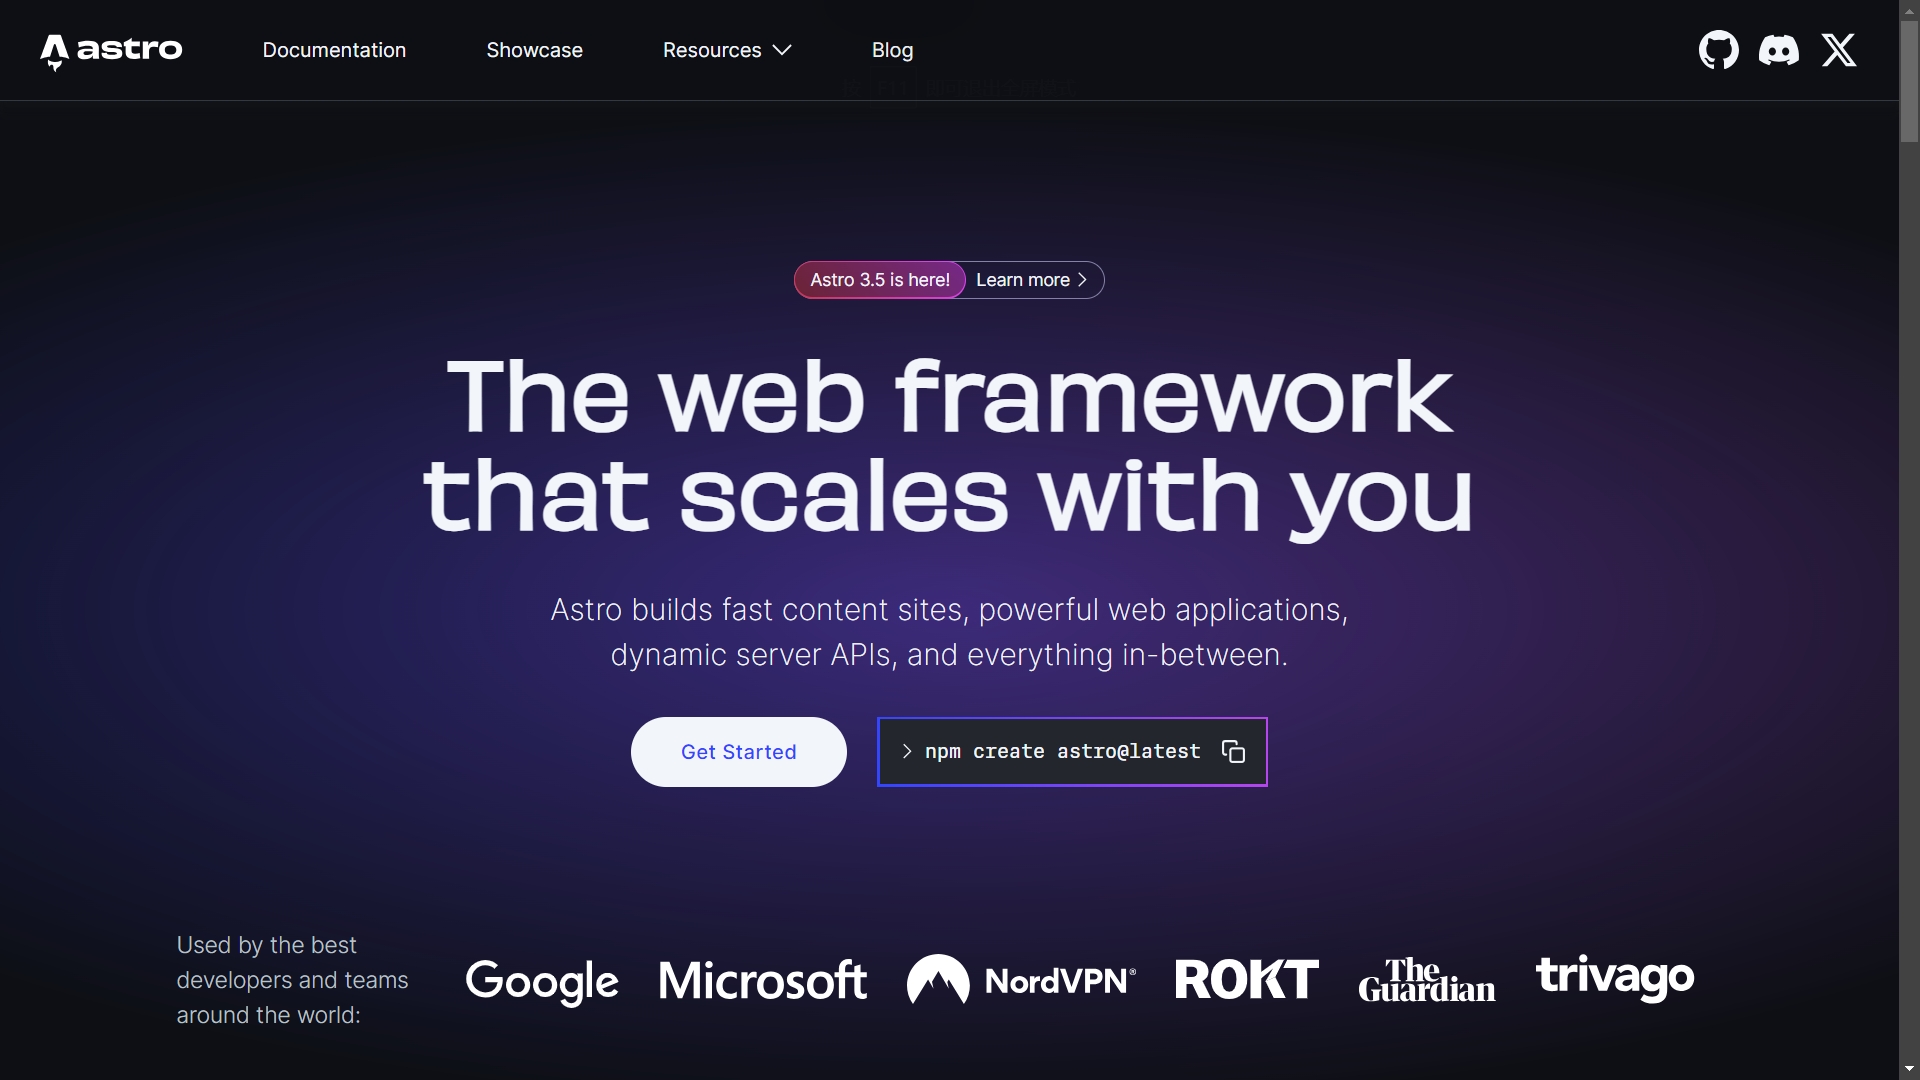 astro
Documentation
Showcase
Resources
Blog
Astro 3.5 is here!
Learn more
The web framework
that scales with you
Astro builds fast content sites, powerful web applications,
dynamic server APIs, and everything in-between.
Get Started
> npm create astro@latest
Used by the best
developers and teams
around the world:
Google
Microsoft
NordVPN®
ROKT
The
Guardian
trivago